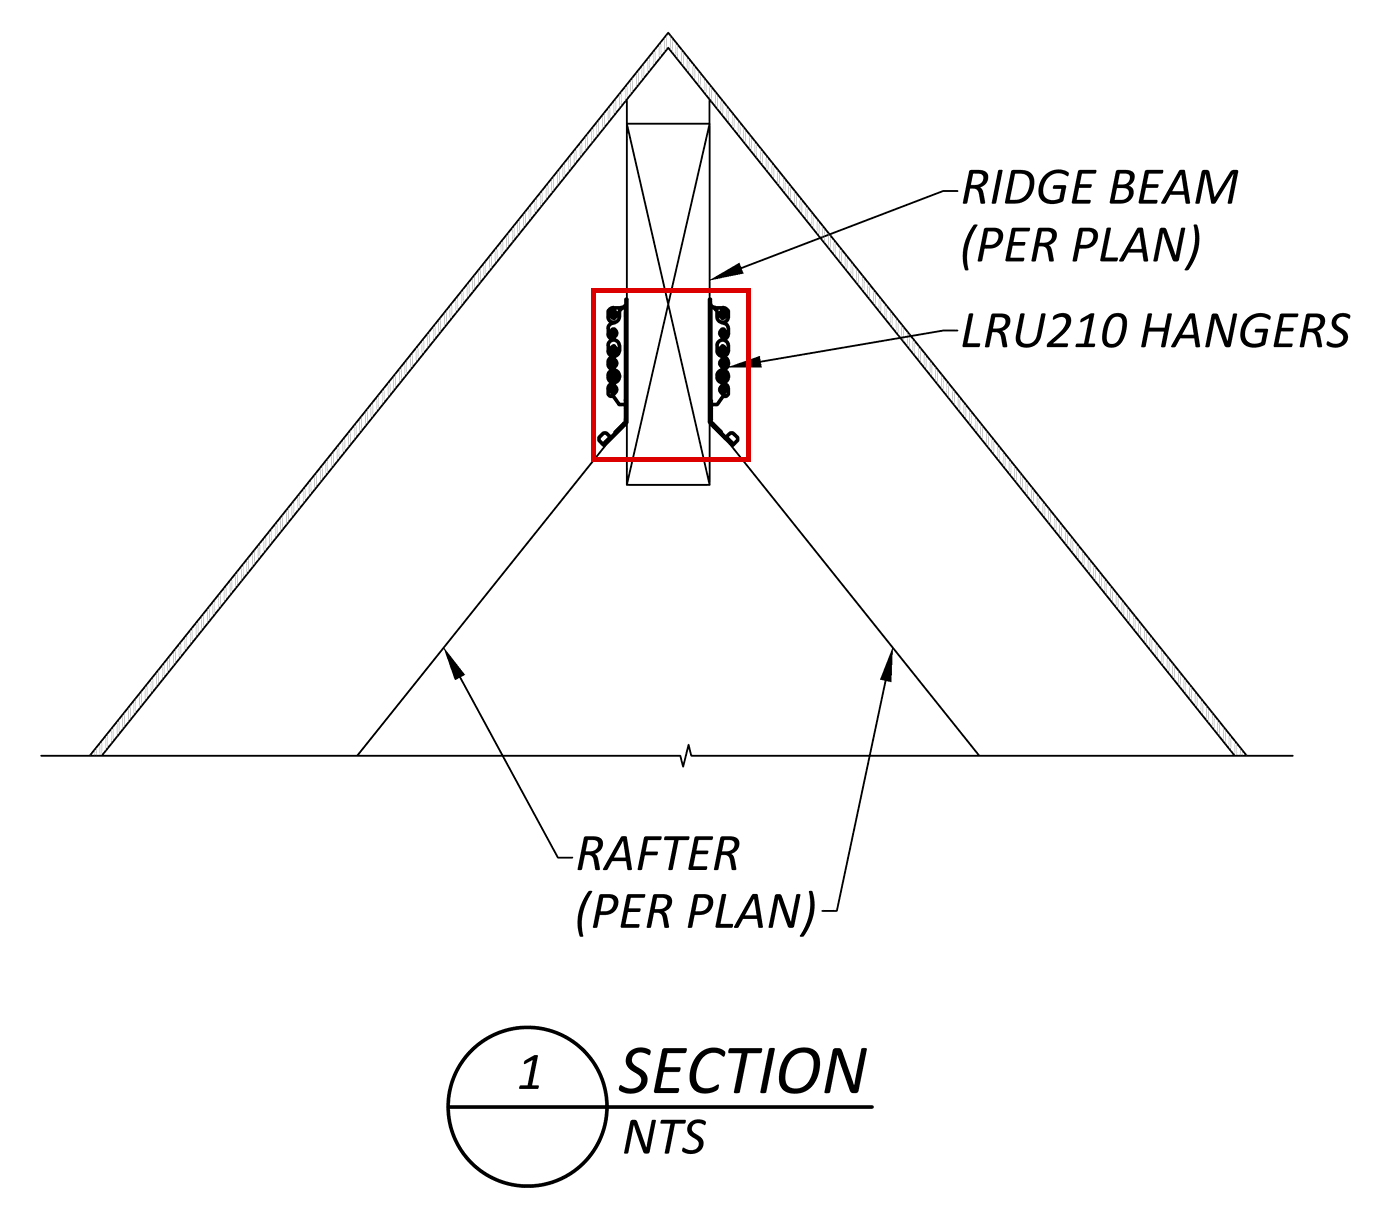 RIDGE BEAM
(PER PLAN)
LRU210 HANGERS
RAFTER
(PER PLAN)
1
SECTION
NTS